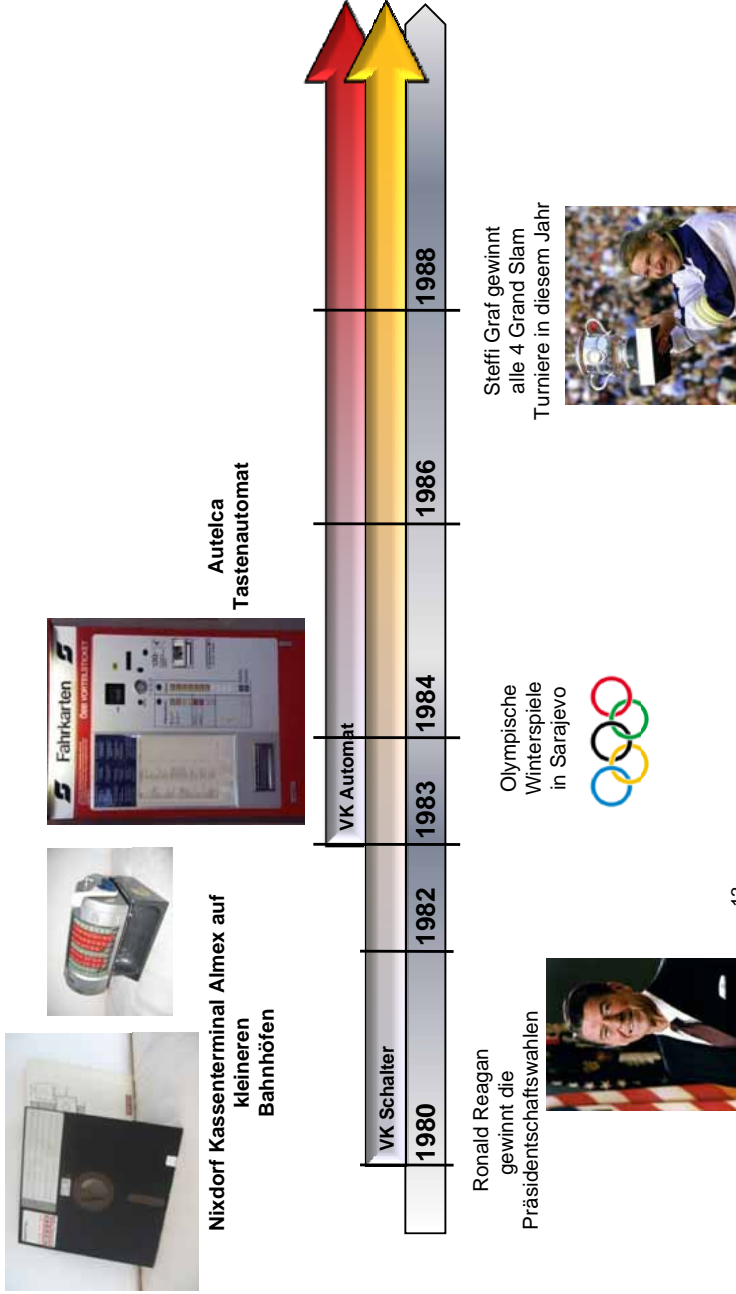 Nixdorf Kassenterminal Almex auf
kleineren
Bahnhöfen
Fahrkarten
Autelca
Tastenautomat
VK Automat
VK Schalter
1980
1982
1983
1984
1986
1988
Ronald Reagan
gewinnt die
Präsidentschaftswahlen
Olympische
Winterspiele
in Sarajevo
Steffi Graf gewinnt
alle 4 Grand Slam
Turniere in diesem Jahr